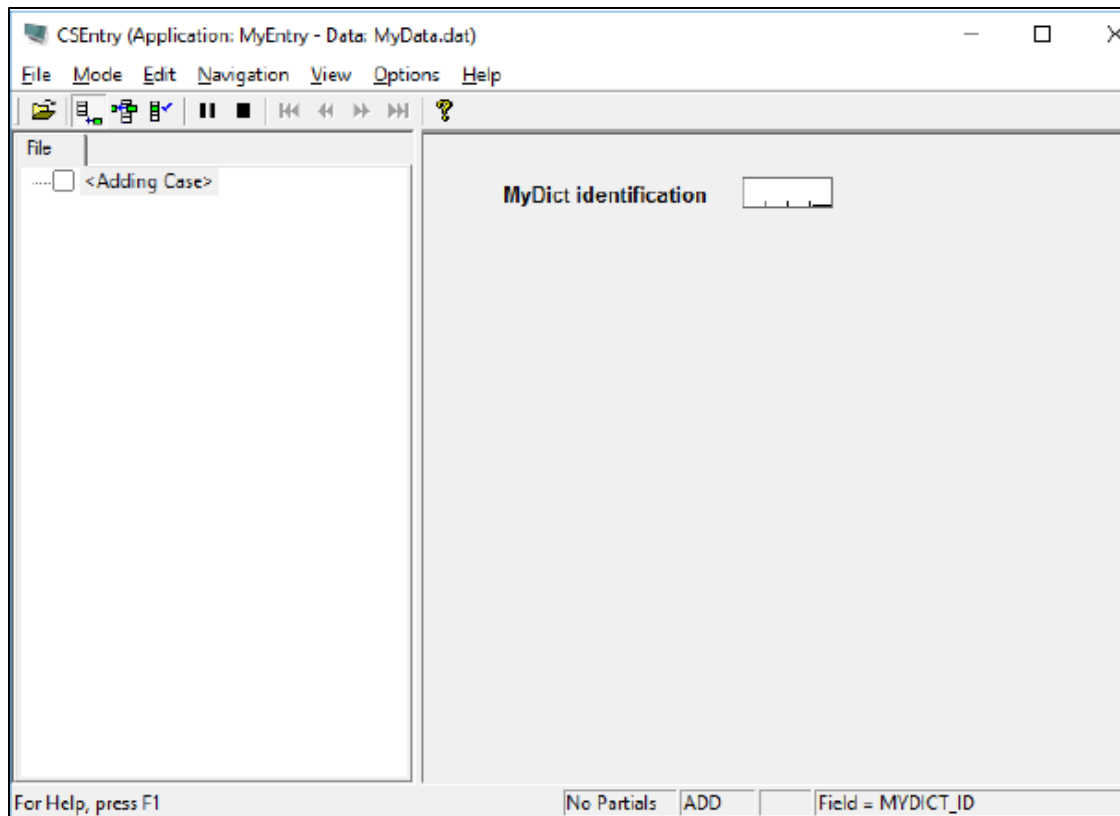 CSEntry (Application: MyEntry - Data: MyData.dat)
File Mode Edit Navigation View Options Help
File
<Adding Case>
MyDict identification
For Help, press F1
No Partials ADD Field = MYDICT_ID